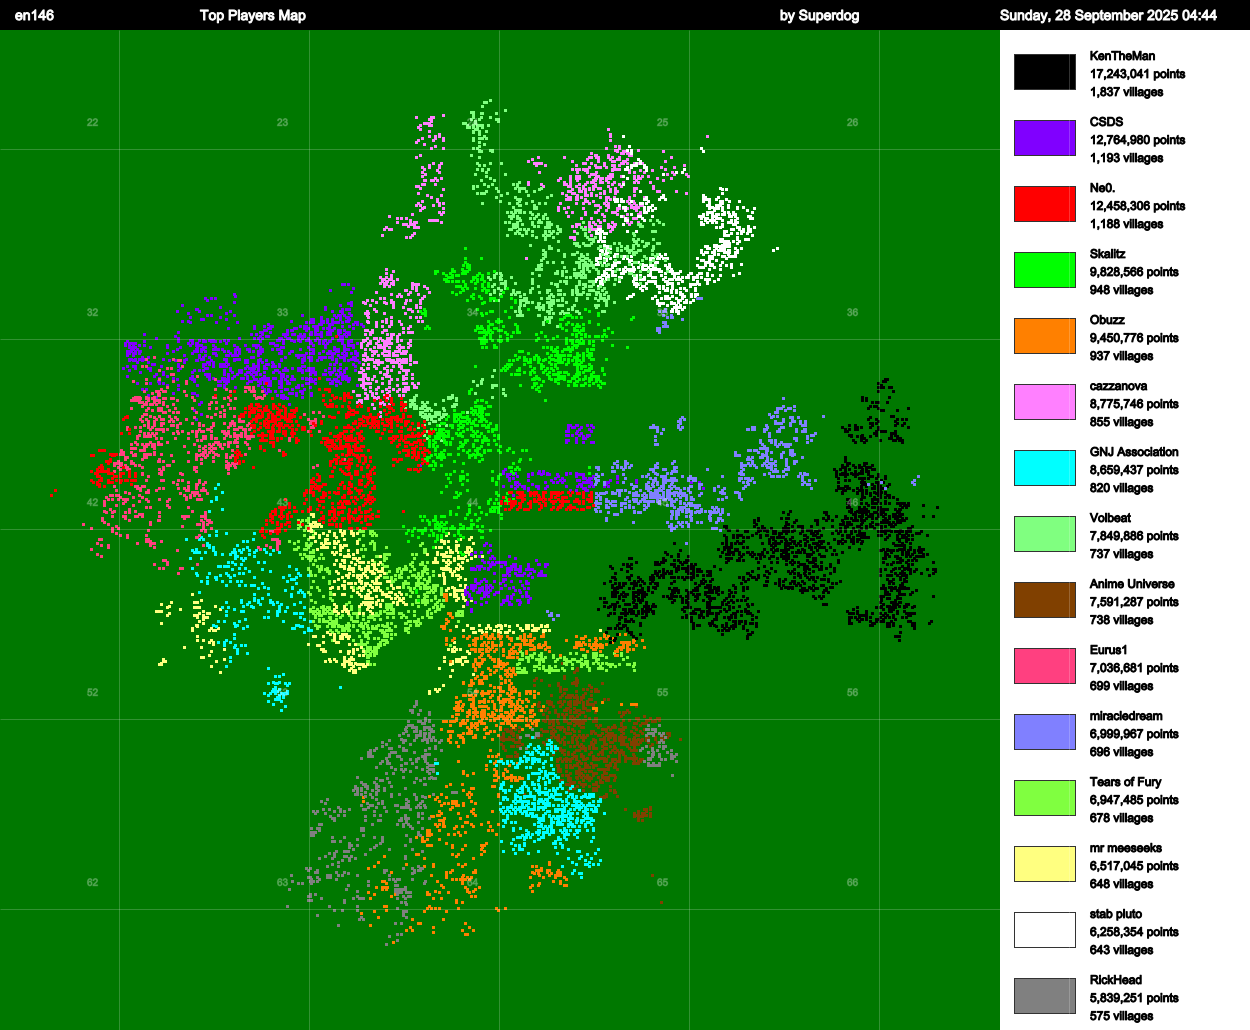 en146 Top Players Map by Superdog Sunday, 28 September 2025 04:44
22 23 25 26
32 33 34 36
42 43 44
52 55 56
62 63 64 65 66
KenTheMan
17,243,041 points
1,837 villages
CSDS
12,764,980 points
1,193 villages
Ne0.
12,458,306 points
1,188 villages
Skalitz
9,828,566 points
948 villages
Obuzz
9,450,776 points
937 villages
cazzanova
8,775,746 points
855 villages
GNJ Association
8,659,437 points
820 villages
Volbeat
7,849,886 points
737 villages
Anime Universe
7,591,287 points
738 villages
Eurus1
7,036,681 points
699 villages
miracledream
6,999,967 points
696 villages
Tears of Fury
6,947,485 points
678 villages
mr meeseeks
6,517,045 points
648 villages
stab pluto
6,258,354 points
643 villages
RickHead
5,839,251 points
575 villages